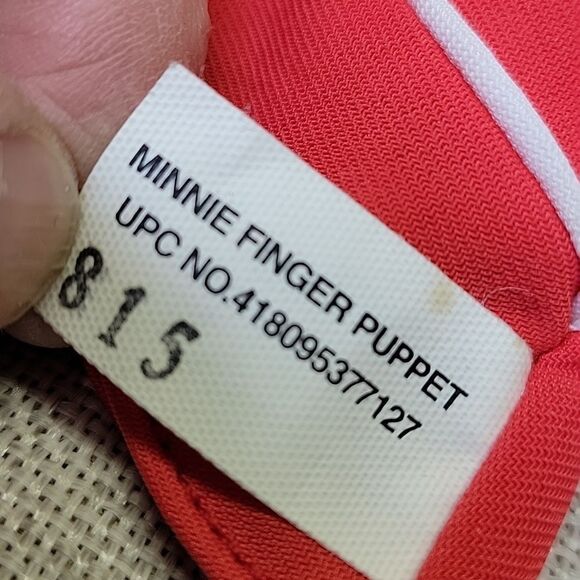 MINNIE FINGER PUPPET
UPC NO.418095377127
815